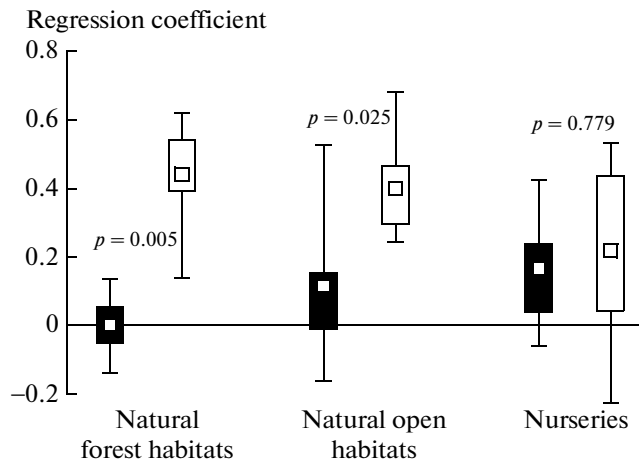 Regression coefficient
0.8
0.6
0.4
0.2
0
–0.2
p = 0.005
p = 0.025
p = 0.779
Natural
forest habitats
Natural open
habitats
Nurseries